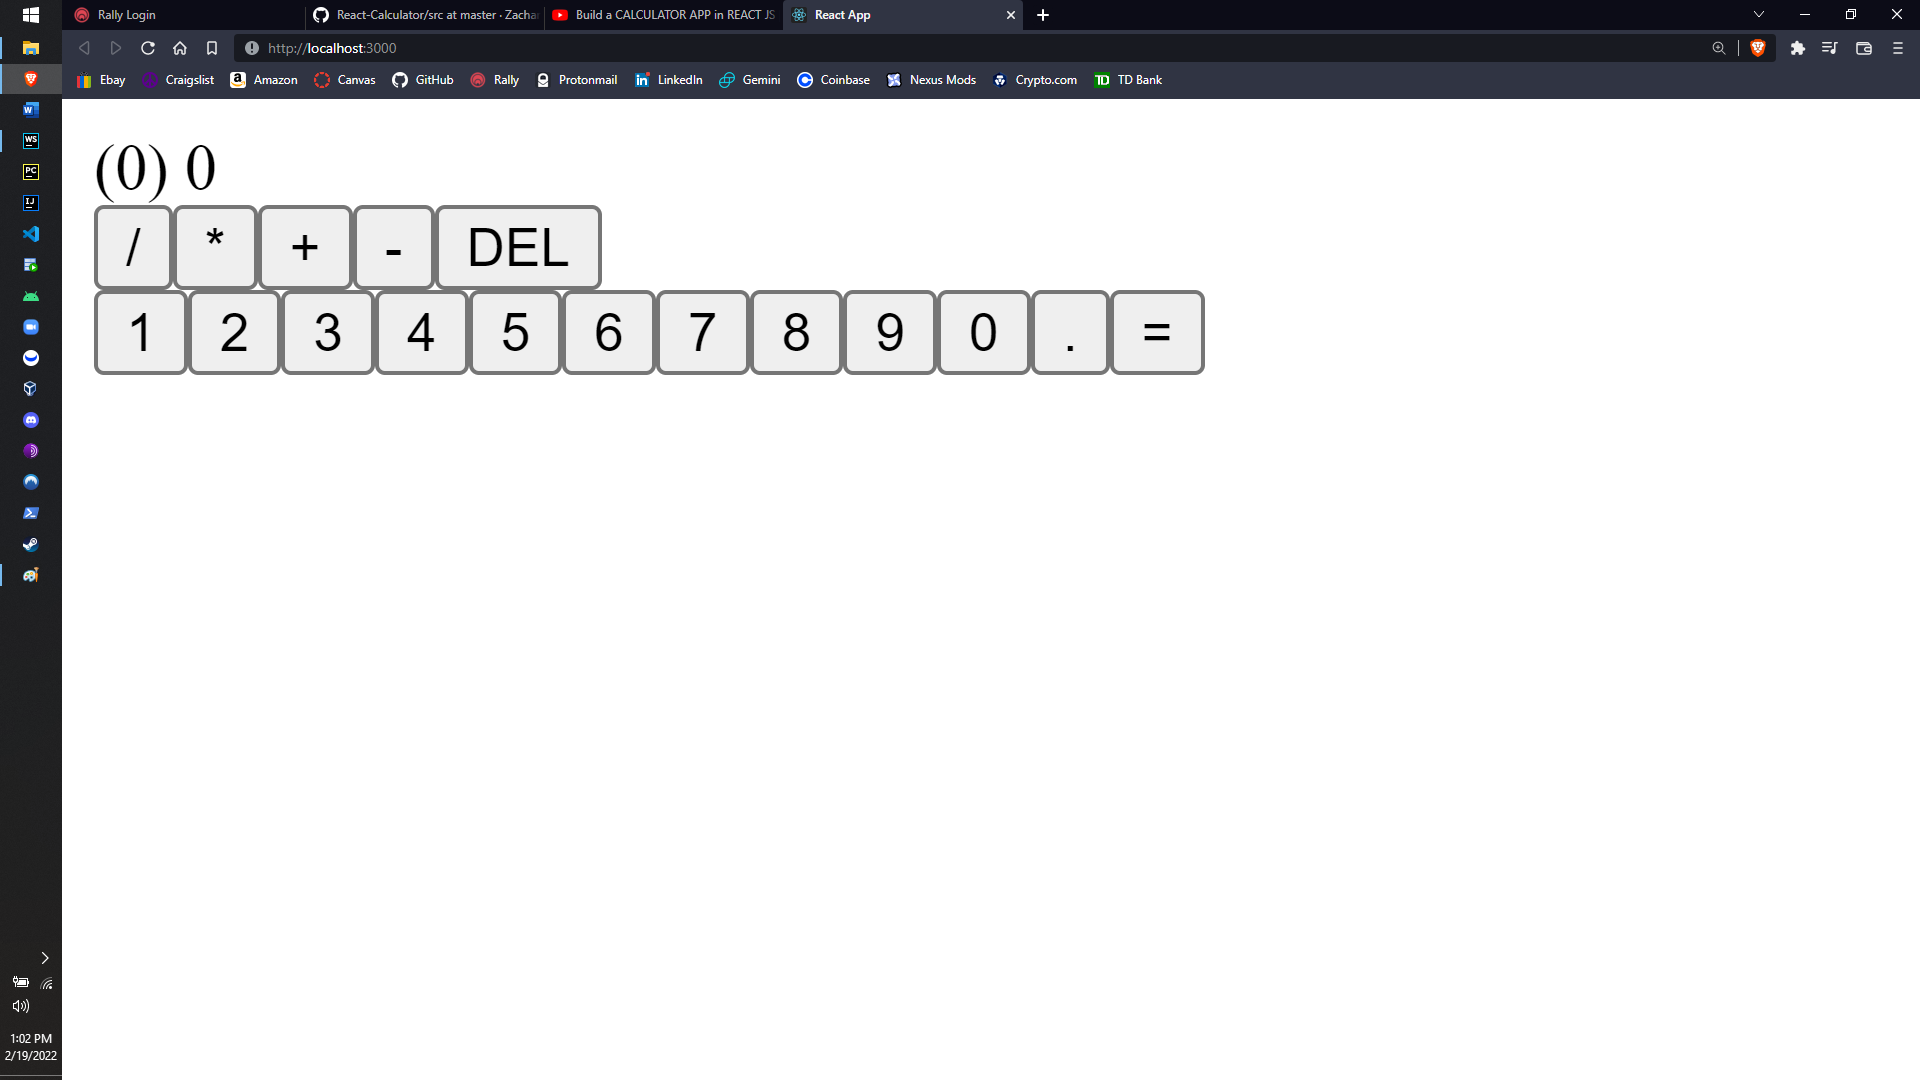 Rally Login
React-Calculator/src at master · Zachar
Build a CALCULATOR APP in REACT JS
React App
http://localhost:3000
Ebay Craigslist Amazon Canvas GitHub Rally Protonmail LinkedIn Gemini Coinbase Nexus Mods Crypto.com TD Bank
(0) 0
/ * + - DEL
1 2 3 4 5 6 7 8 9 0 . =
1:02 PM
2/19/2022